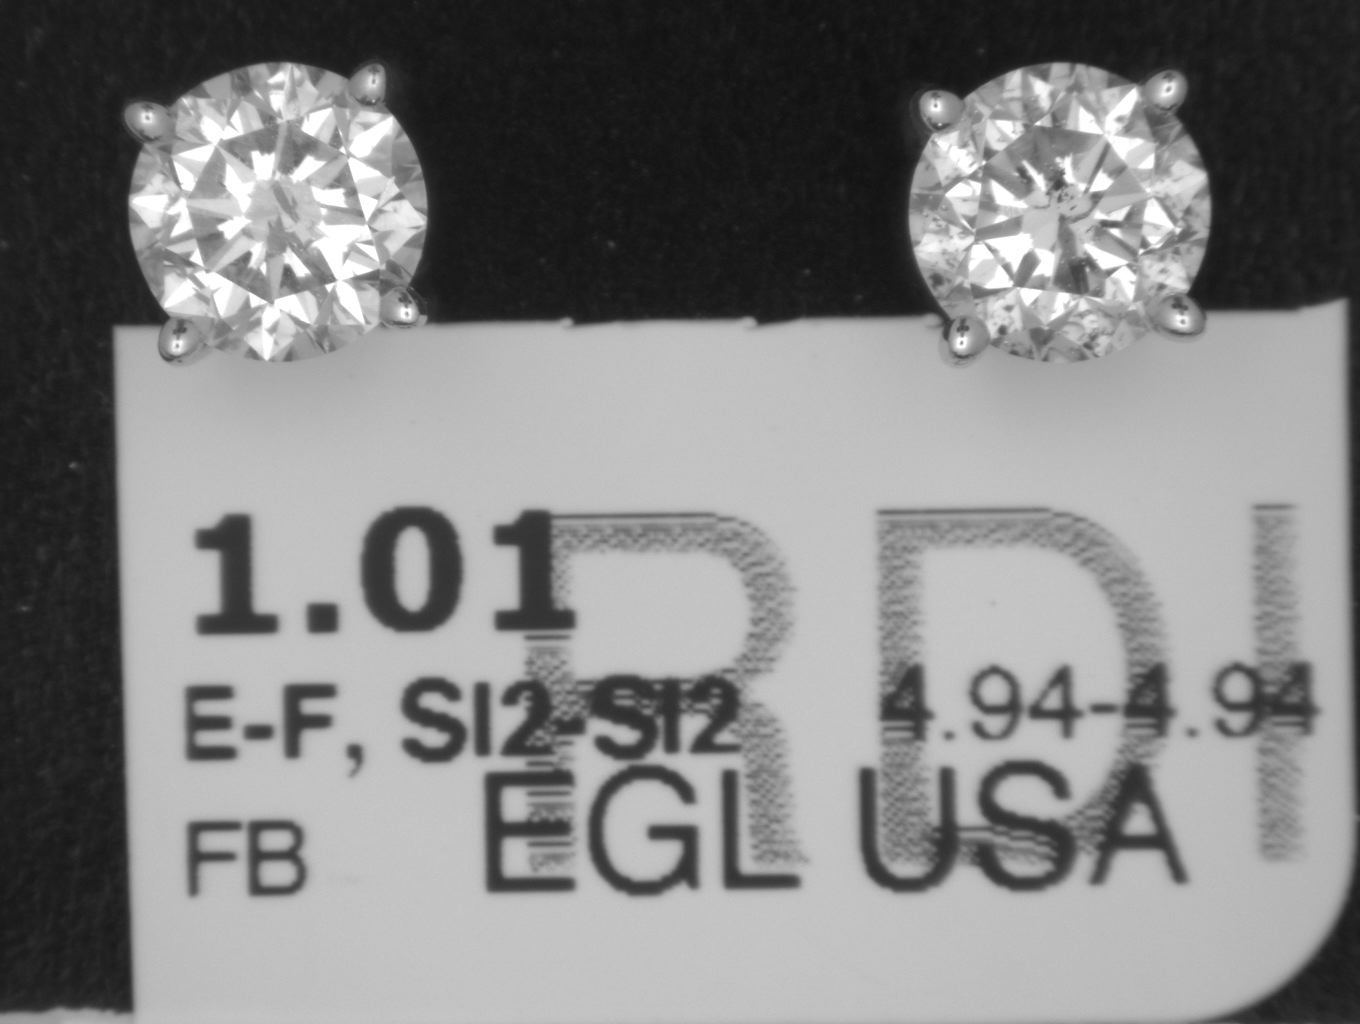 1.01
RDI
E-F, SI2-SI2 4.94-4.94
FB EGL USA